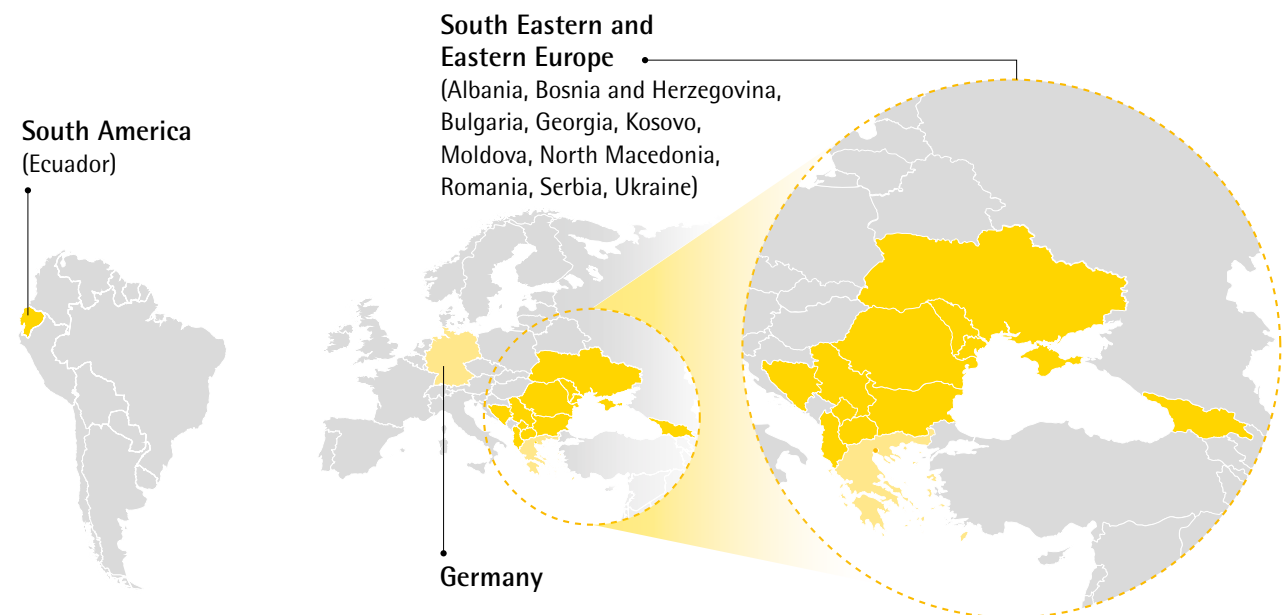 South America
(Ecuador)
South Eastern and
Eastern Europe
(Albania, Bosnia and Herzegovina,
Bulgaria, Georgia, Kosovo,
Moldova, North Macedonia,
Romania, Serbia, Ukraine)
Germany